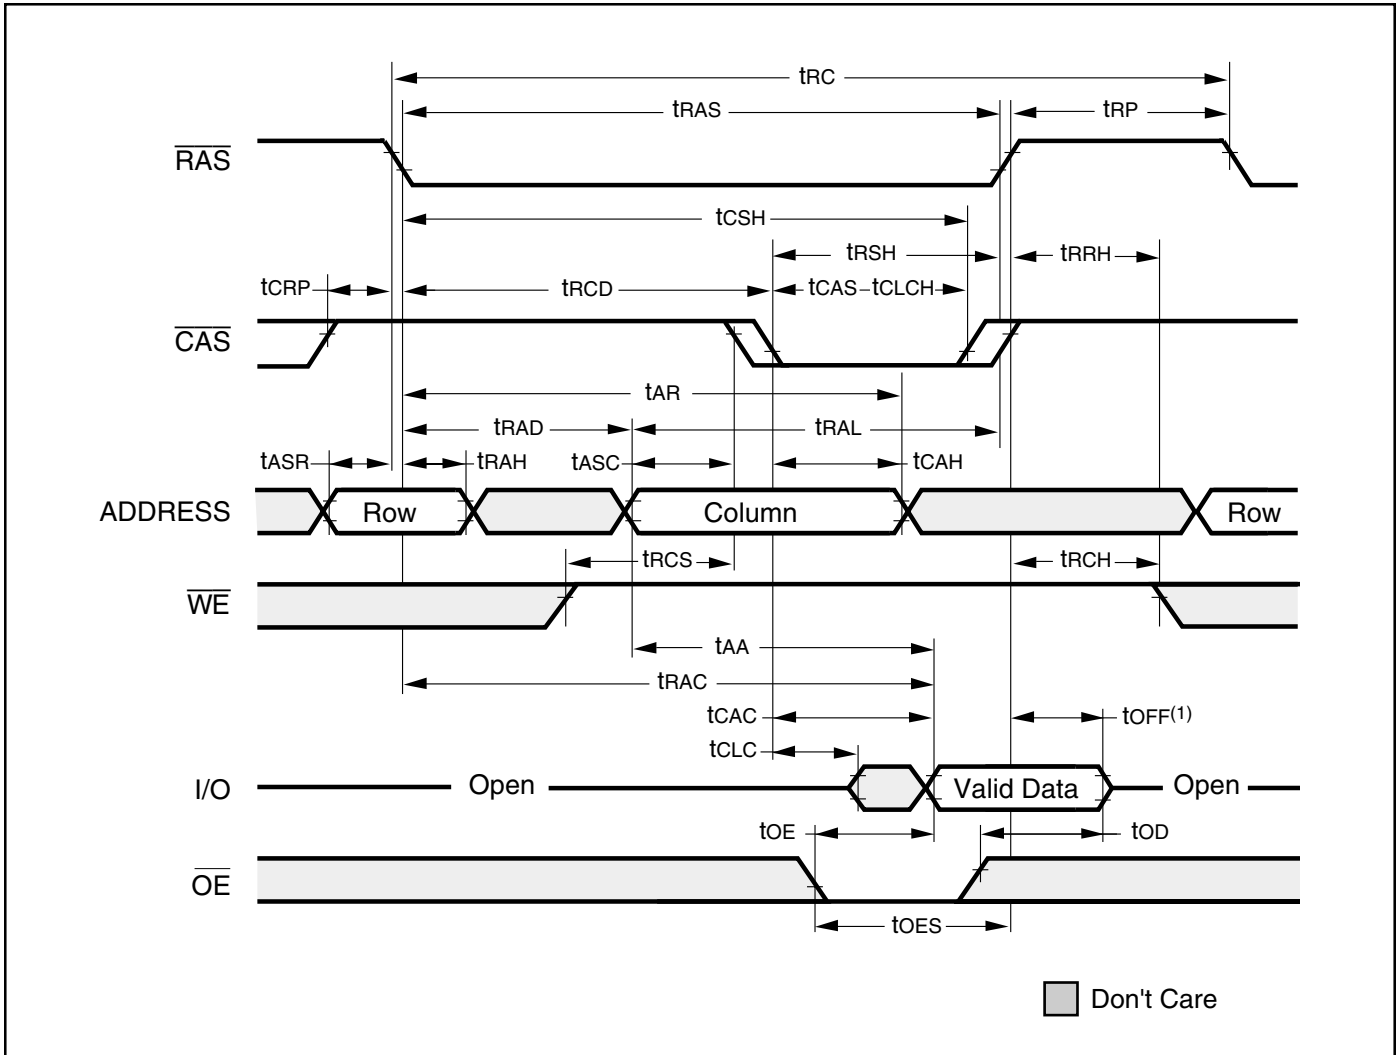 tRC
tRAS
tRP
RAS
tCSH
tRSH
tRRH
tCRP
tRCD
tCAS
tCLCH
CAS
tAR
tRAD
tRAL
tASR
tRAH
tASC
tCAH
ADDRESS
Row
Column
Row
tRCS
tRCH
WE
tAA
tRAC
tCAC
tOFF(1)
tCLC
I/O
Open
Valid Data
Open
tOE
tOD
OE
tOES
Don't Care